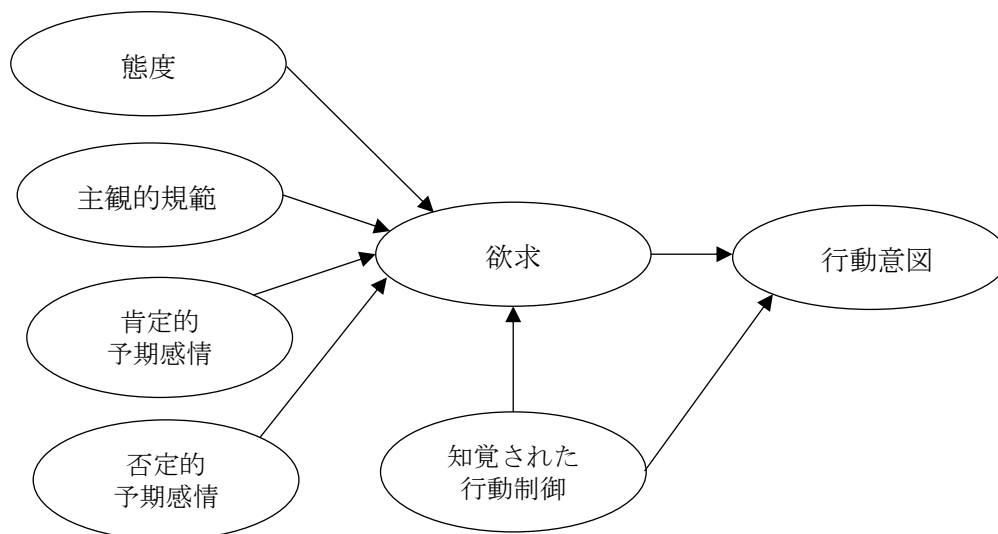 態度
主観的規範
欲求
行動意図
肯定的
予期感情
否定的
予期感情
知覚された
行動制御